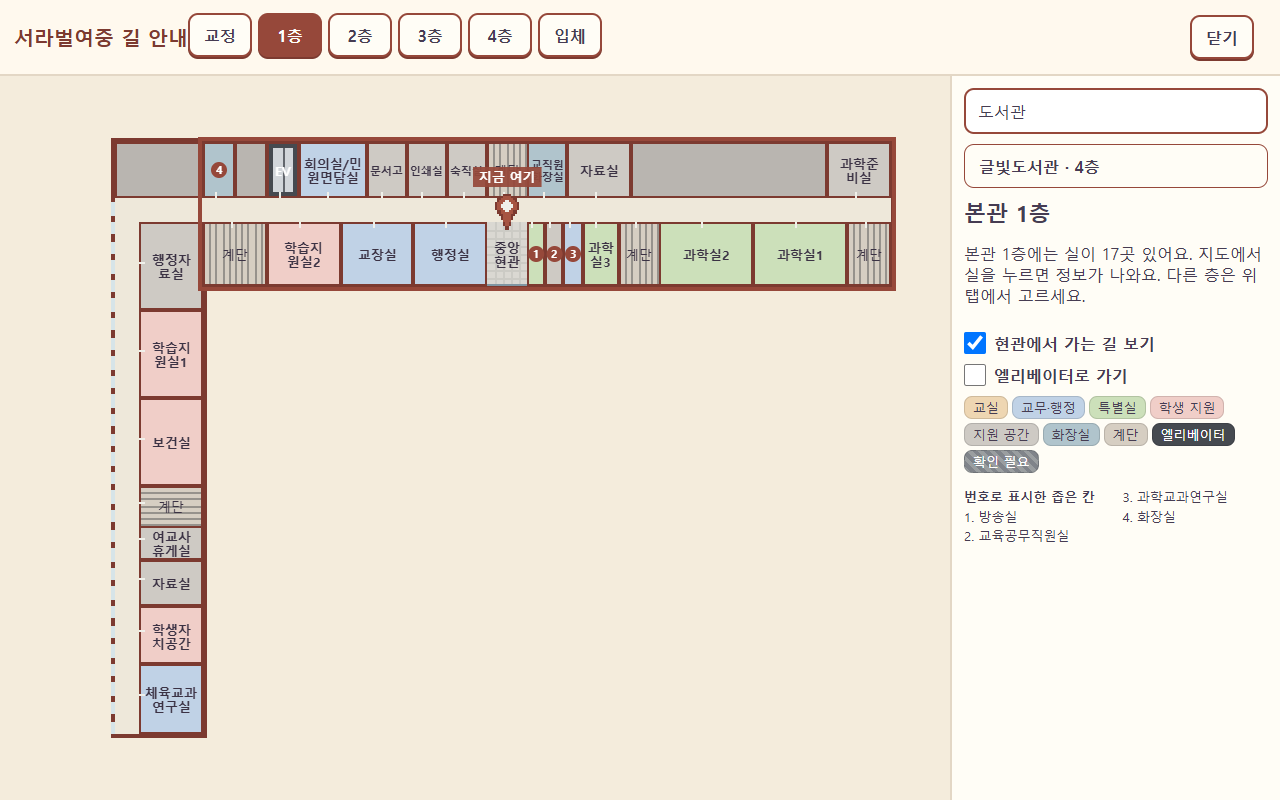 서라벌여중 길 안내
교정
1층
2층
3층
4층
입체
닫기
도서관
글빛도서관 · 4층
본관 1층
본관 1층에는 실이 17곳 있어요. 지도에서
실을 누르면 정보가 나와요. 다른 층은 위
탭에서 고르세요.
현관에서 가는 길 보기
엘리베이터로 가기
교실
교무·행정
특별실
학생 지원
지원 공간
화장실
계단
엘리베이터
확인 필요
번호로 표시한 좁은 칸
1. 방송실
2. 교육공무직원실
3. 과학교과연구실
4. 화장실
4
EV
회의실/민
원면담실
문서고
인쇄실
지금 여기
자료실
과학준
비실
계단
학습지
원실2
교장실
행정실
중앙
현관
1
2
3
과학
실3
계단
과학실2
과학실1
계단
행정자
료실
학습지
원실1
보건실
계단
여교사
휴게실
자료실
학생자
치공간
체육교과
연구실